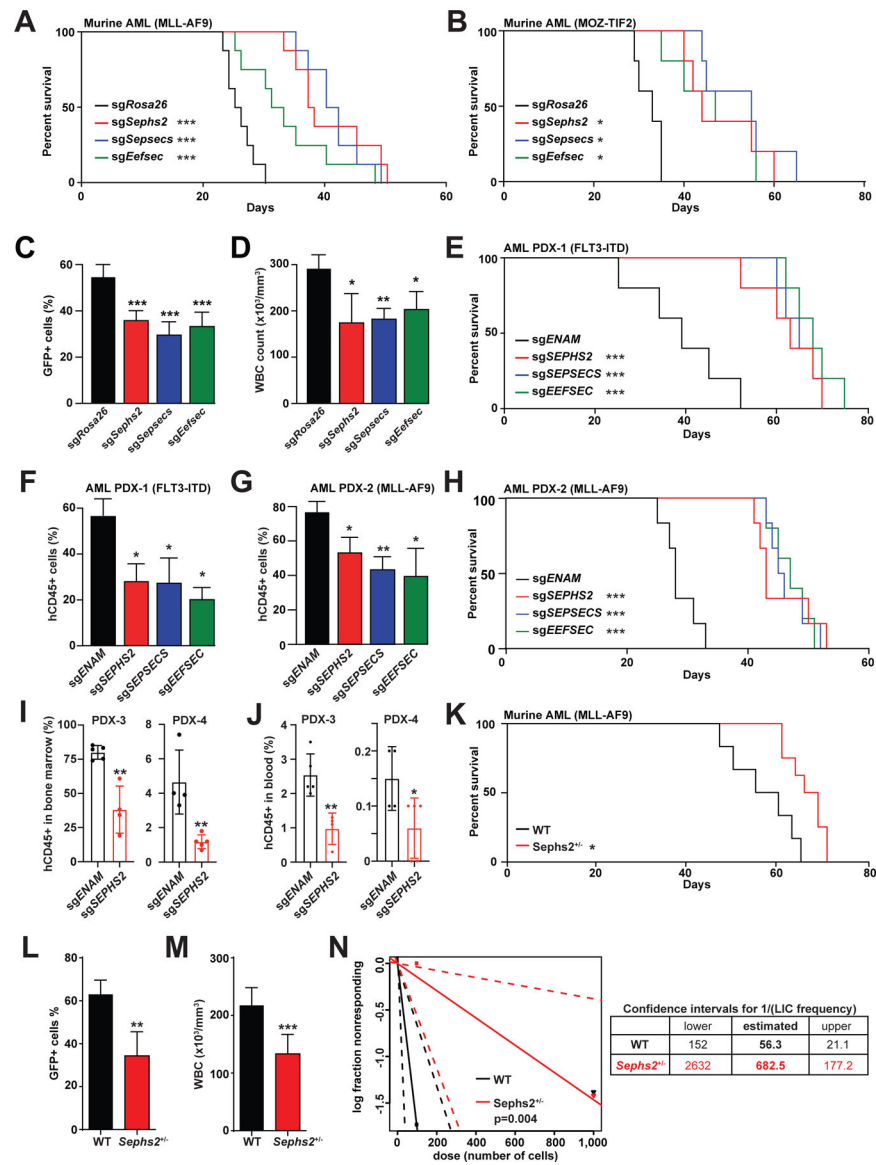 A
Murine AML (MLL-AF9)
Percent survival
100
50
0
sgRosa26
sgSephs2 ***
sgSepsecs ***
sgEefsec ***
0 20 40 60
Days
B
Murine AML (MOZ-TIF2)
Percent survival
100
50
0
sgRosa26
sgSephs2 *
sgSepsecs *
sgEefsec *
0 20 40 60 80
Days
C
GFP+ cells (%)
60
40
20
0
***
***
***
sgRosa26
sgSephs2
sgSepsecs
sgEefsec
D
WBC count (x10³/mm³)
300
200
100
0
*
**
*
sgRosa26
sgSephs2
sgSepsecs
sgEefsec
E
AML PDX-1 (FLT3-ITD)
Percent survival
100
50
0
sgENAM
sgSEPHS2 ***
sgSEPSECS ***
sgEEFSEC ***
0 20 40 60 80
Days
F
AML PDX-1 (FLT3-ITD)
hCD45+ cells (%)
60
40
20
0
*
*
*
sgENAM
sgSEPHS2
sgSEPSECS
sgEEFSEC
G
AML PDX-2 (MLL-AF9)
hCD45+ cells (%)
80
60
40
20
0
*
**
*
sgENAM
sgSEPHS2
sgSEPSECS
sgEEFSEC
H
AML PDX-2 (MLL-AF9)
Percent survival
100
50
0
sgENAM
sgSEPHS2 ***
sgSEPSECS ***
sgEEFSEC ***
0 20 40 60
Days
I
PDX-3
hCD45+ in bone marrow (%)
100
75
50
25
0
**
sgENAM
sgSEPHS2
PDX-4
8
6
4
2
0
**
sgENAM
sgSEPHS2
J
PDX-3
hCD45+ in blood (%)
4
3
2
1
0
**
sgENAM
sgSEPHS2
PDX-4
0.2
0.1
0
*
sgENAM
sgSEPHS2
K
Murine AML (MLL-AF9)
Percent survival
100
50
0
WT
Sephs2+/- *
0 20 40 60 80
Days
L
GFP+ cells %
80
60
40
20
0
**
WT Sephs2+/-
M
WBC (x10³/mm³)
300
200
100
0
***
WT Sephs2+/-
N
log fraction nonresponding
0.0
-0.5
-1.0
-1.5
WT
Sephs2+/-
p=0.004
0 200 400 600 1,000
dose (number of cells)
Confidence intervals for 1/(LIC frequency)
lower estimated upper
WT 152 56.3 21.1
Sephs2+/- 2632 682.5 177.2